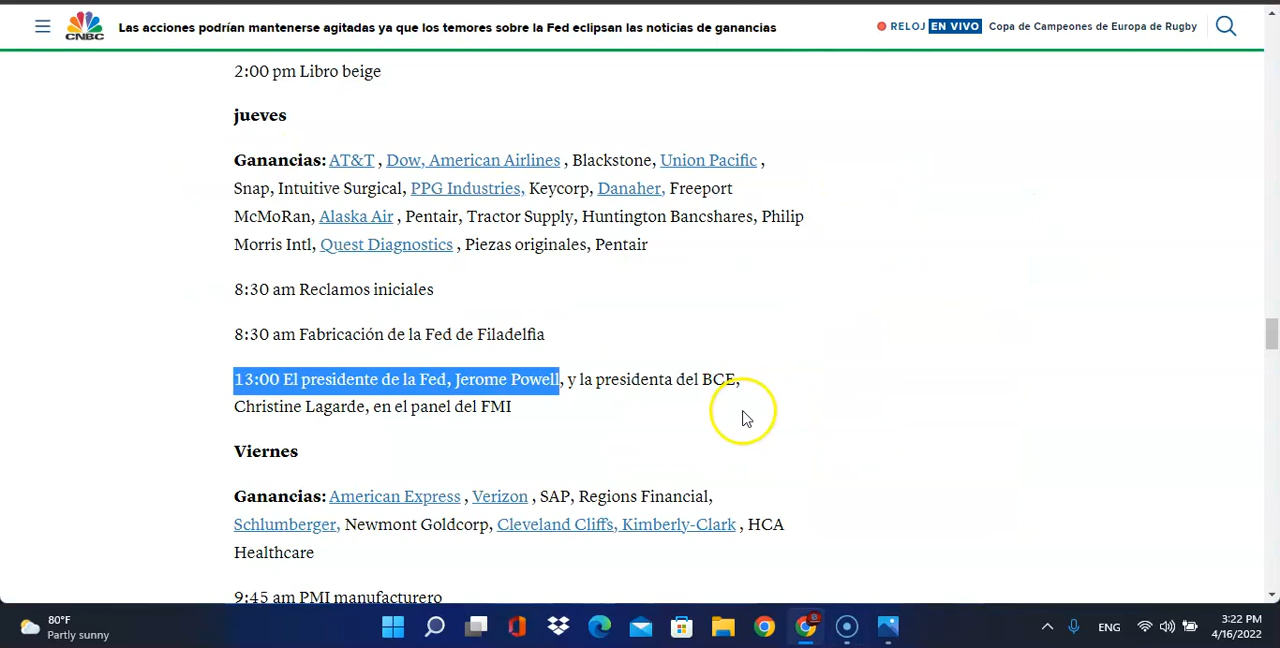 CNBC
Las acciones podrían mantenerse agitadas ya que los temores sobre la Fed eclipsan las noticias de ganancias
RELOJ EN VIVO Copa de Campeones de Europa de Rugby
2:00 pm Libro beige
jueves
Ganancias: AT&T , Dow, American Airlines , Blackstone, Union Pacific ,
Snap, Intuitive Surgical, PPG Industries, Keycorp, Danaher, Freeport
McMoRan, Alaska Air , Pentair, Tractor Supply, Huntington Bancshares, Philip
Morris Intl, Quest Diagnostics , Piezas originales, Pentair
8:30 am Reclamos iniciales
8:30 am Fabricación de la Fed de Filadelfia
13:00 El presidente de la Fed, Jerome Powell, y la presidenta del BCE,
Christine Lagarde, en el panel del FMI
Viernes
Ganancias: American Express , Verizon , SAP, Regions Financial,
Schlumberger, Newmont Goldcorp, Cleveland Cliffs, Kimberly-Clark , HCA
Healthcare
9:45 am PMI manufacturero
80°F
Partly sunny
ENG
3:22 PM
4/16/2022